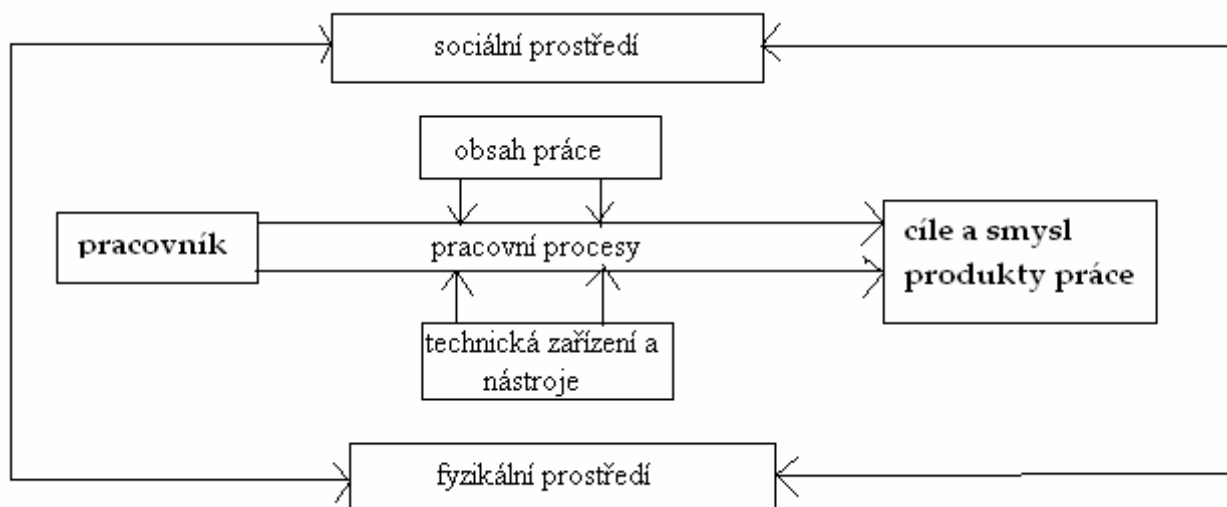 sociální prostředí
obsah práce
pracovník
pracovní procesy
cíle a smysl
produkty práce
technická zařízení a
nástroje
fyzikální prostředí